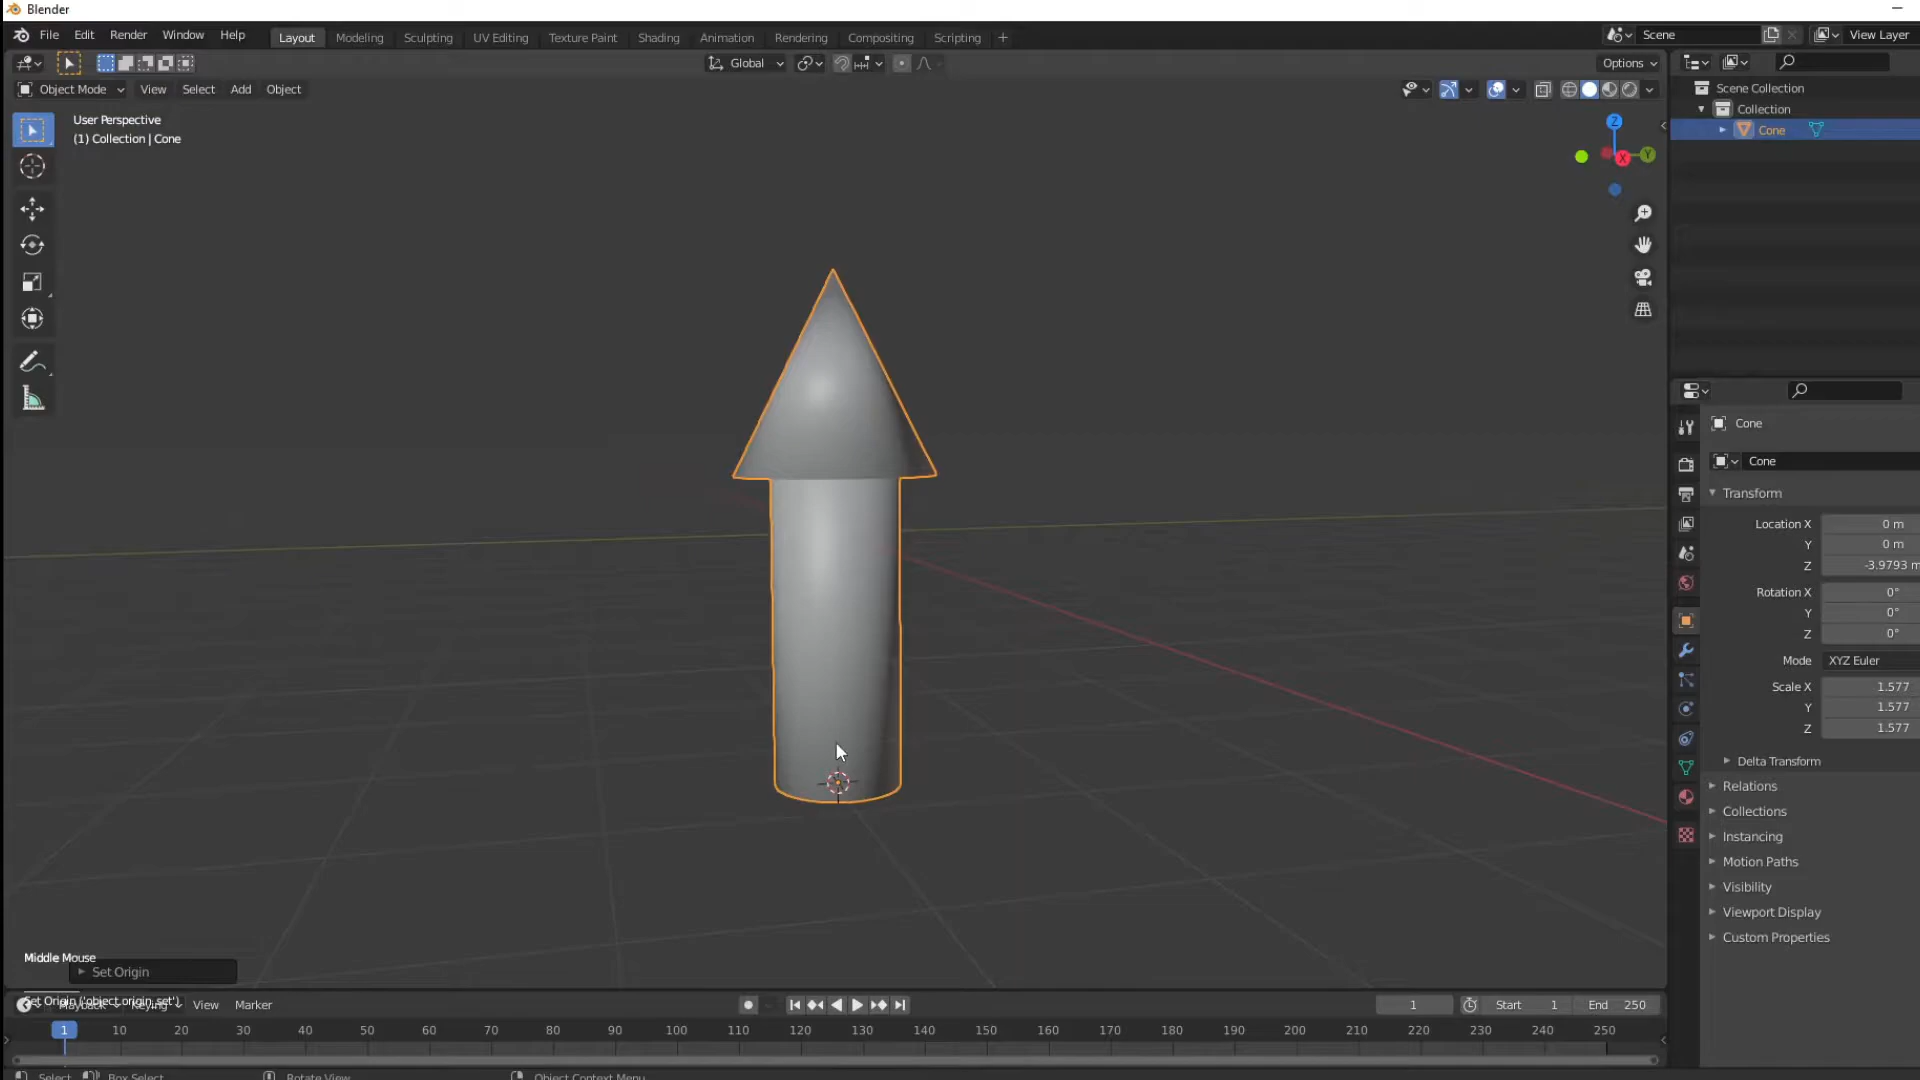 Blender
File Edit Render Window Help Layout Modeling Sculpting UV Editing Texture Paint Shading Animation Rendering Compositing Scripting + Scene View Layer
Global Options
Object Mode View Select Add Object
User Perspective
(1) Collection | Cone
Z
X
Y
Scene Collection
Collection
Cone
Cone
Cone
Transform
Location X 0 m
Y 0 m
Z -3.9793 m
Rotation X 0°
Y 0°
Z 0°
Mode XYZ Euler
Scale X 1.577
Y 1.577
Z 1.577
Delta Transform
Relations
Collections
Instancing
Motion Paths
Visibility
Viewport Display
Custom Properties
Middle Mouse
Set Origin
Set Origin ('object.origin_set')
Playback Keying View Marker 1 Start 1 End 250
1 10 20 30 40 50 60 70 80 90 100 110 120 130 140 150 160 170 180 190 200 210 220 230 240 250
Select Box Select Rotate View Object Context Menu